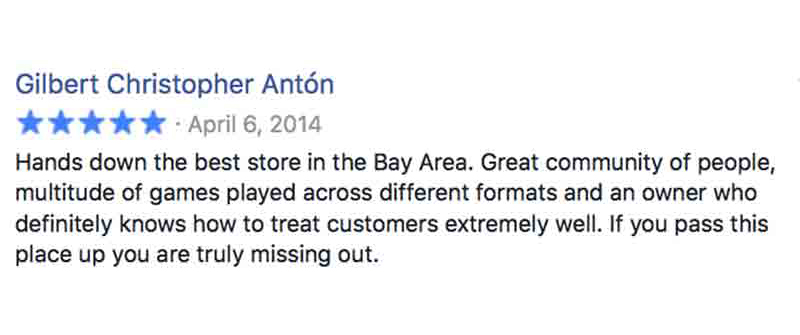 Gilbert Christopher Antón
· April 6, 2014
Hands down the best store in the Bay Area. Great community of people,
multitude of games played across different formats and an owner who
definitely knows how to treat customers extremely well. If you pass this
place up you are truly missing out.